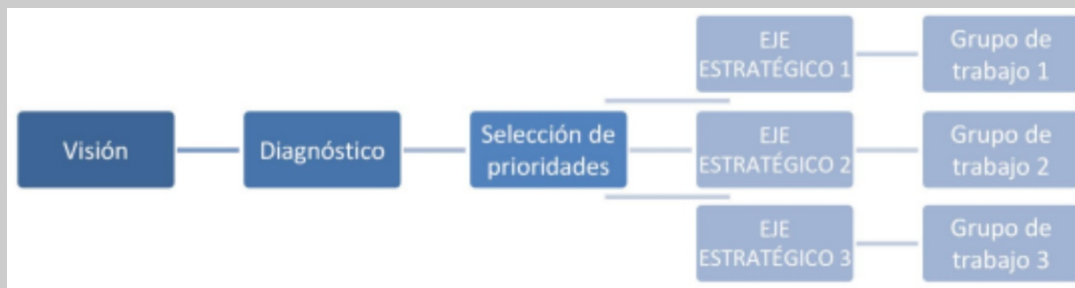 Visión
Diagnóstico
Selección de
prioridades
EJE
ESTRATÉGICO 1
Grupo de
trabajo 1
EJE
ESTRATÉGICO 2
Grupo de
trabajo 2
EJE
ESTRATÉGICO 3
Grupo de
trabajo 3